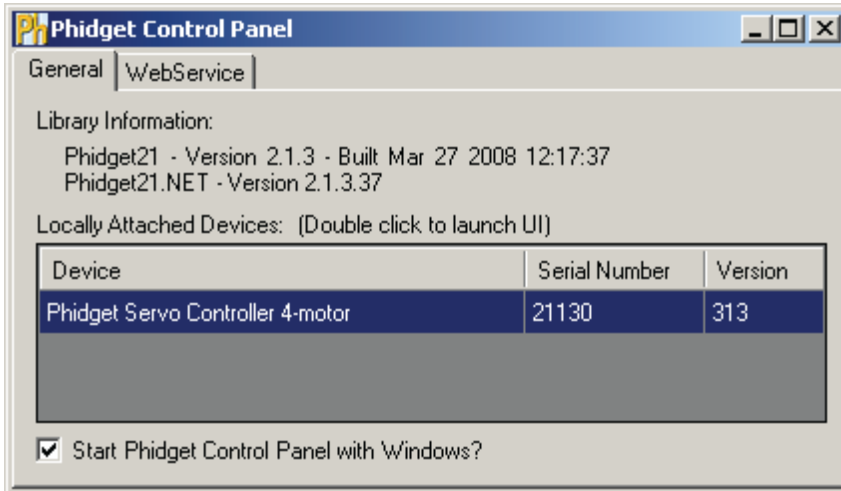 Ph Phidget Control Panel
General WebService
Library Information:
Phidget21 - Version 2.1.3 - Built Mar 27 2008 12:17:37
Phidget21.NET - Version 2.1.3.37
Locally Attached Devices: (Double click to launch UI)
Device Serial Number Version
Phidget Servo Controller 4-motor 21130 313
Start Phidget Control Panel with Windows?